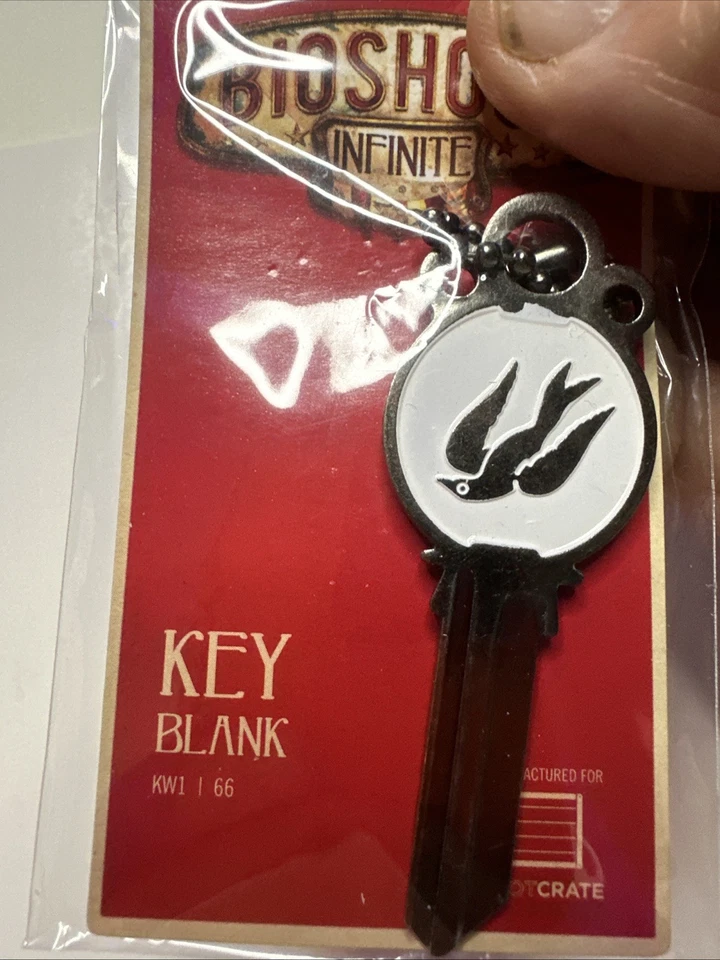 BIOSHO
INFINITE
KEY
BLANK
KW1 | 66
ACTURED FOR
OTCRATE